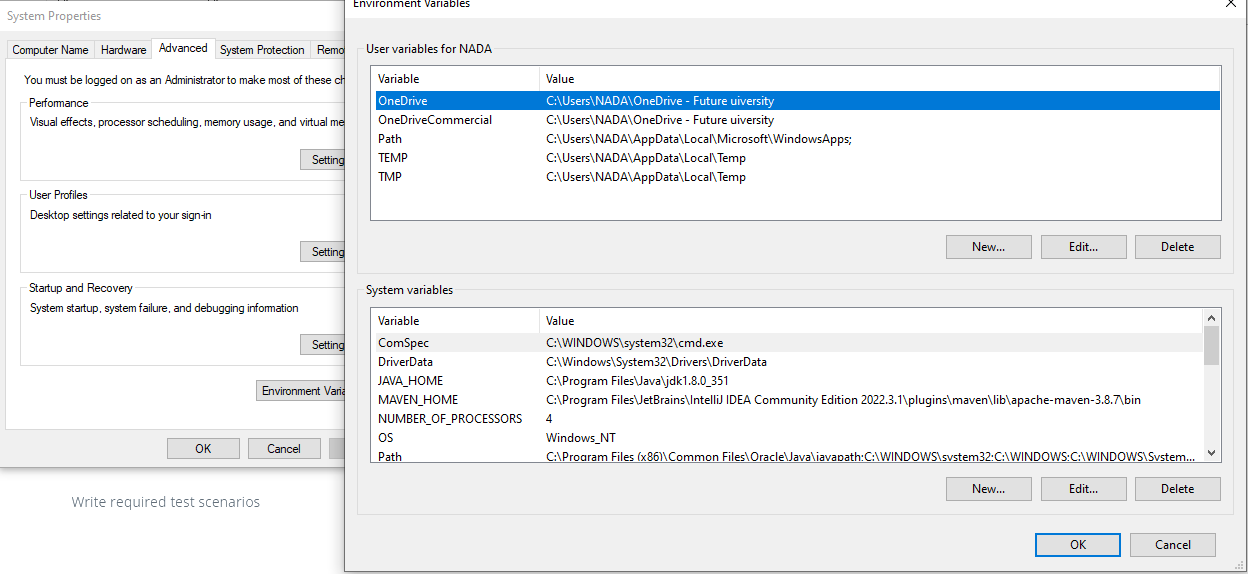 System Properties
Computer Name Hardware Advanced System Protection Remo
You must be logged on as an Administrator to make most of these ch
Performance
Visual effects, processor scheduling, memory usage, and virtual me
Setting
User Profiles
Desktop settings related to your sign-in
Setting
Startup and Recovery
System startup, system failure, and debugging information
Setting
Environment Varia
OK Cancel
Write required test scenarios
Environment Variables
User variables for NADA
Variable Value
OneDrive C:\Users\NADA\OneDrive - Future uiversity
OneDriveCommercial C:\Users\NADA\OneDrive - Future uiversity
Path C:\Users\NADA\AppData\Local\Microsoft\WindowsApps;
TEMP C:\Users\NADA\AppData\Local\Temp
TMP C:\Users\NADA\AppData\Local\Temp
New... Edit... Delete
System variables
Variable Value
ComSpec C:\WINDOWS\system32\cmd.exe
DriverData C:\Windows\System32\Drivers\DriverData
JAVA_HOME C:\Program Files\Java\jdk1.8.0_351
MAVEN_HOME C:\Program Files\JetBrains\IntelliJ IDEA Community Edition 2022.3.1\plugins\maven\lib\apache-maven-3.8.7\bin
NUMBER_OF_PROCESSORS 4
OS Windows_NT
Path C:\Program Files (x86)\Common Files\Oracle\Java\javapath;C:\WINDOWS\system32;C:\WINDOWS;C:\WINDOWS\System...
New... Edit... Delete
OK Cancel